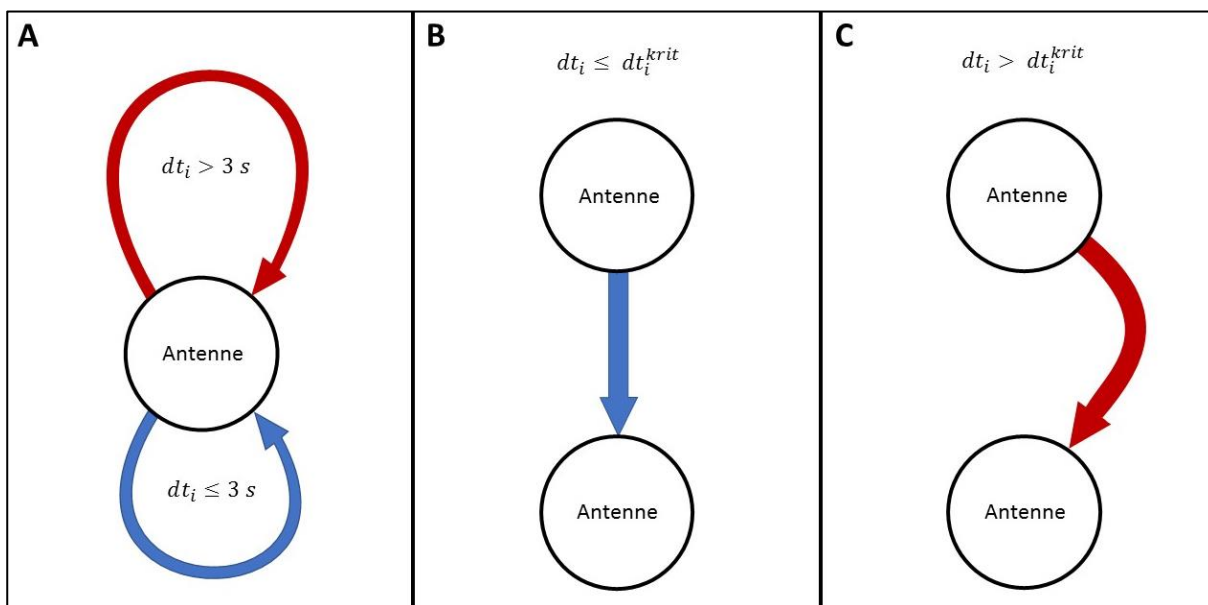 A
dt_i > 3 s
Antenne
dt_i ≤ 3 s
B
dt_i ≤ dt_i^krit
Antenne
Antenne
C
dt_i > dt_i^krit
Antenne
Antenne